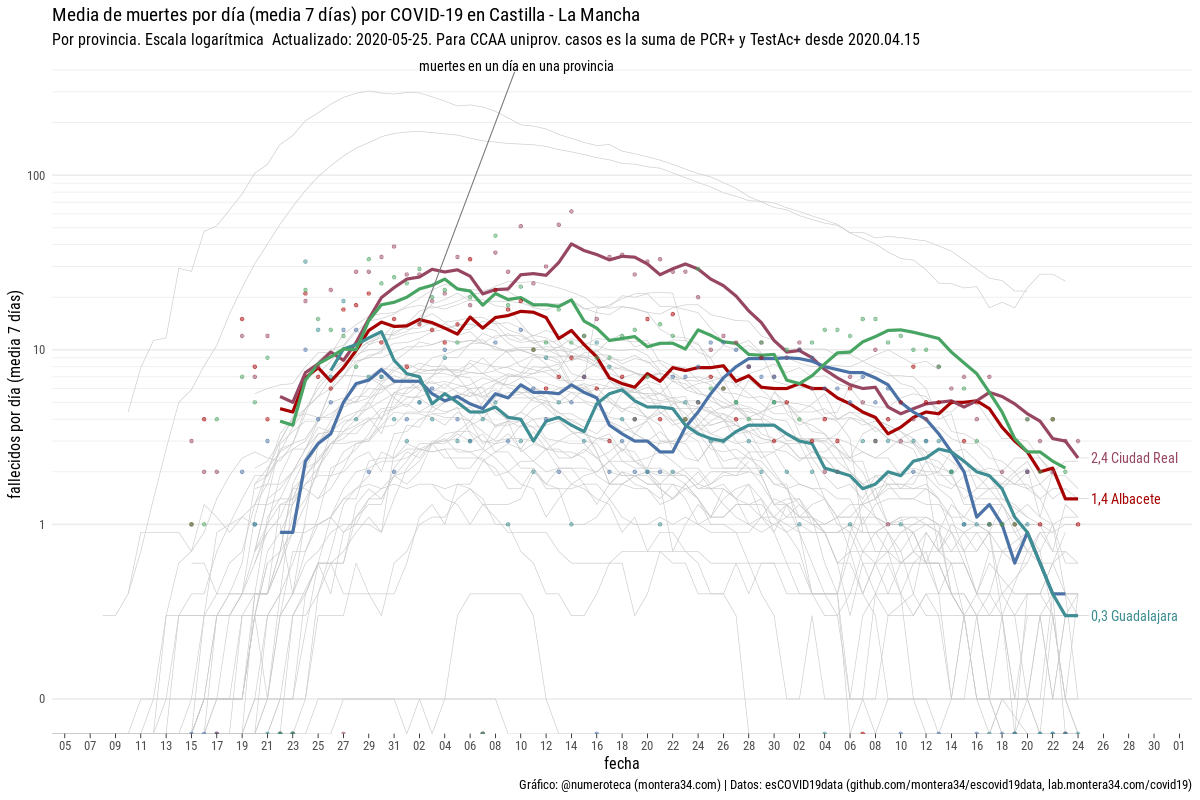 Media de muertes por día (media 7 días) por COVID-19 en Castilla - La Mancha
Por provincia. Escala logarítmica  Actualizado: 2020-05-25. Para CCAA uniprov. casos es la suma de PCR+ y TestAc+ desde 2020.04.15
muertes en un día en una provincia
fallecidos por día (media  7 días)
100
10
1
0
2,4 Ciudad Real
1,4 Albacete
0,3 Guadalajara
05 07 09 11 13 15 17 19 21 23 25 27 29 31 02 04 06 08 10 12 14 16 18 20 22 24 26 28 30 02 04 06 08 10 12 14 16 18 20 22 24 26 28 30 01
fecha
Gráfico: @numeroteca (montera34.com) | Datos: esCOVID19data (github.com/montera34/escovid19data, lab.montera34.com/covid19)